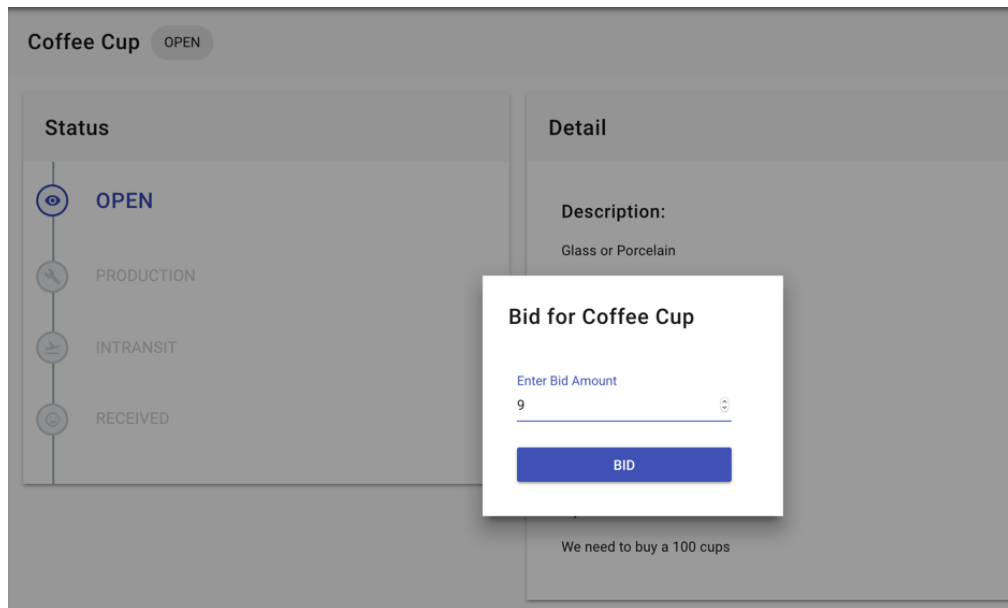 Coffee Cup OPEN
Status
OPEN
PRODUCTION
INTRANSIT
RECEIVED
Detail
Description:
Glass or Porcelain
Bid for Coffee Cup
Enter Bid Amount
9
BID
We need to buy a 100 cups